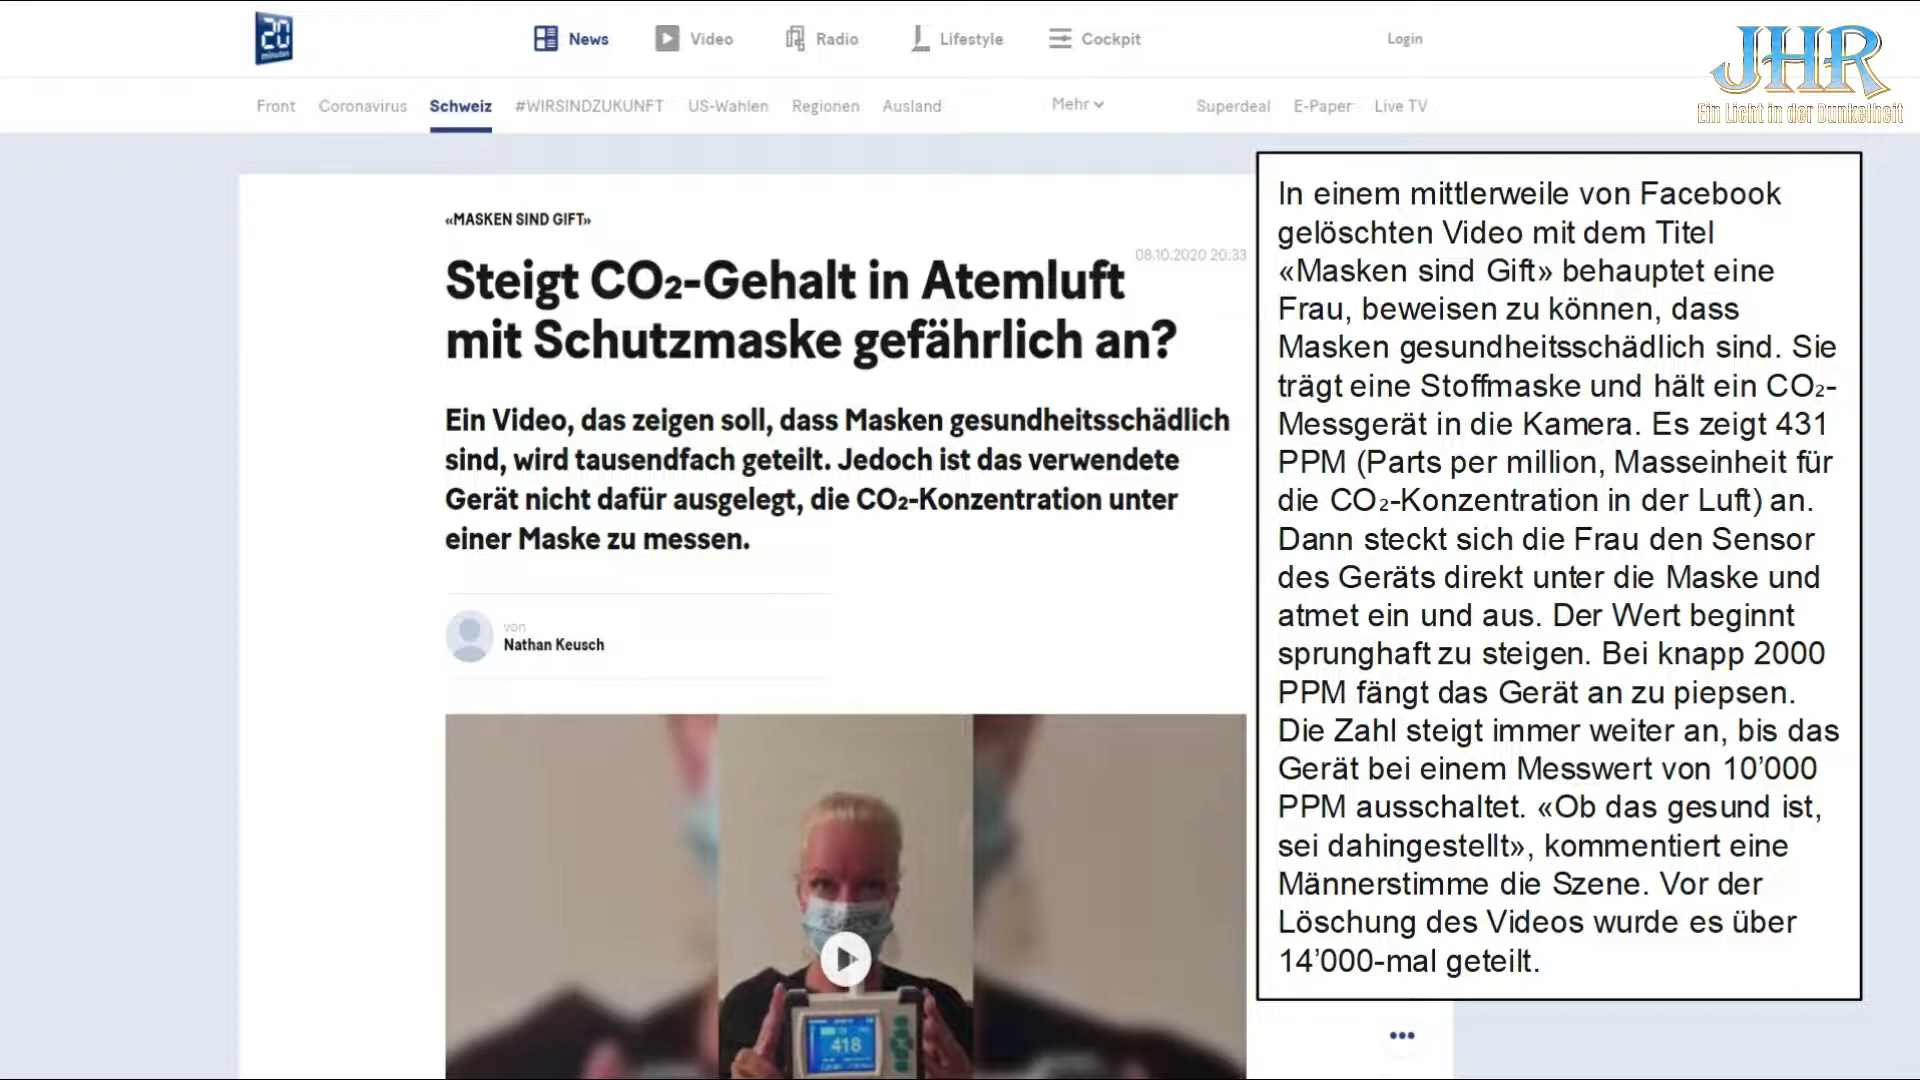 20
minuten
News
Video
Radio
Lifestyle
Cockpit
Login
JHR
Ein Licht in der Dunkelheit
Front
Coronavirus
Schweiz
#WIRSINDZUKUNFT
US-Wahlen
Regionen
Ausland
Mehr
Superdeal
E-Paper
Live TV
«MASKEN SIND GIFT»
08.10.2020 20:33
Steigt CO₂-Gehalt in Atemluft
mit Schutzmaske gefährlich an?
Ein Video, das zeigen soll, dass Masken gesundheitsschädlich
sind, wird tausendfach geteilt. Jedoch ist das verwendete
Gerät nicht dafür ausgelegt, die CO₂-Konzentration unter
einer Maske zu messen.
von
Nathan Keusch
418
In einem mittlerweile von Facebook
gelöschten Video mit dem Titel
«Masken sind Gift» behauptet eine
Frau, beweisen zu können, dass
Masken gesundheitsschädlich sind. Sie
trägt eine Stoffmaske und hält ein CO₂-
Messgerät in die Kamera. Es zeigt 431
PPM (Parts per million, Masseinheit für
die CO₂-Konzentration in der Luft) an.
Dann steckt sich die Frau den Sensor
des Geräts direkt unter die Maske und
atmet ein und aus. Der Wert beginnt
sprunghaft zu steigen. Bei knapp 2000
PPM fängt das Gerät an zu piepsen.
Die Zahl steigt immer weiter an, bis das
Gerät bei einem Messwert von 10’000
PPM ausschaltet. «Ob das gesund ist,
sei dahingestellt», kommentiert eine
Männerstimme die Szene. Vor der
Löschung des Videos wurde es über
14’000-mal geteilt.